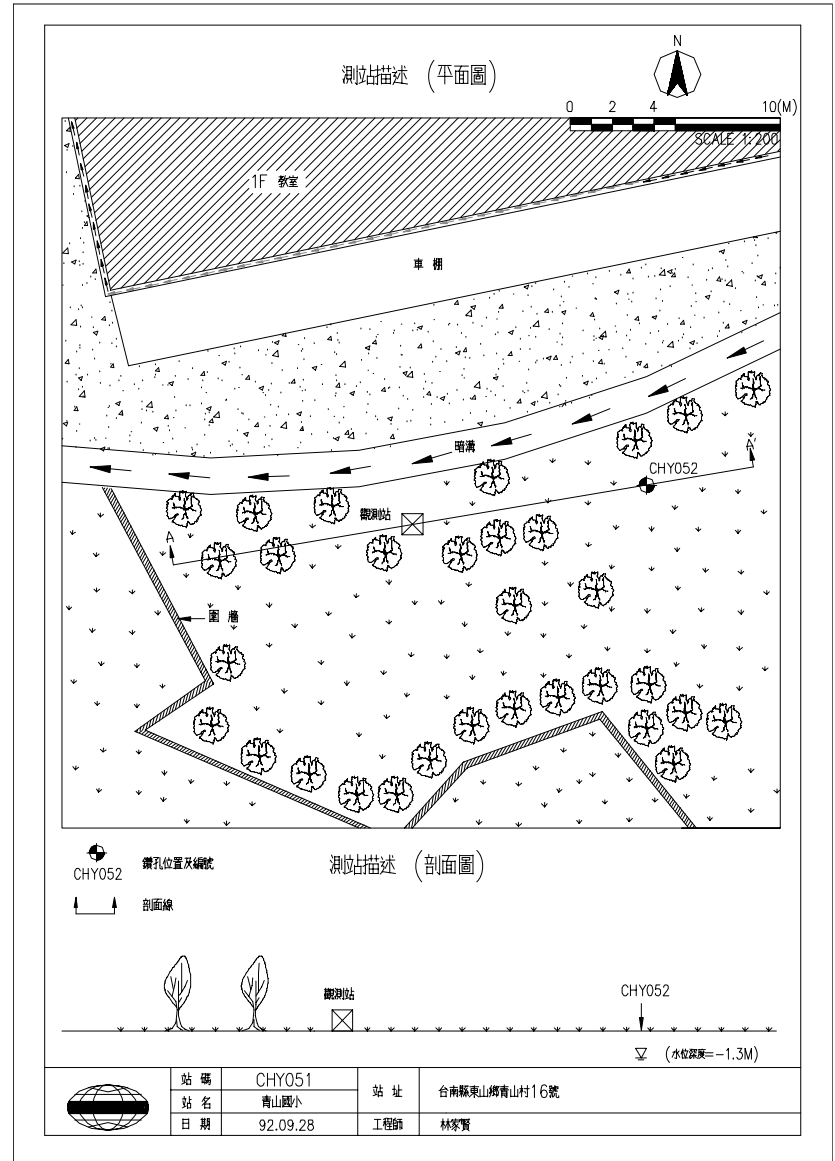 測站描述 (平面圖)
N
0 2 4 10(M)
SCALE 1:200
1F 教室
車棚
暗溝
A'
CHY052
觀測站
A
圍牆
CHY052 鑽孔位置及編號
測站描述 (剖面圖)
剖面線
觀測站
CHY052
(水位深度=-1.3M)
站碼 CHY051
站址 台南縣東山鄉青山村16號
站名 青山國小
日期 92.09.28
工程師 林家賢